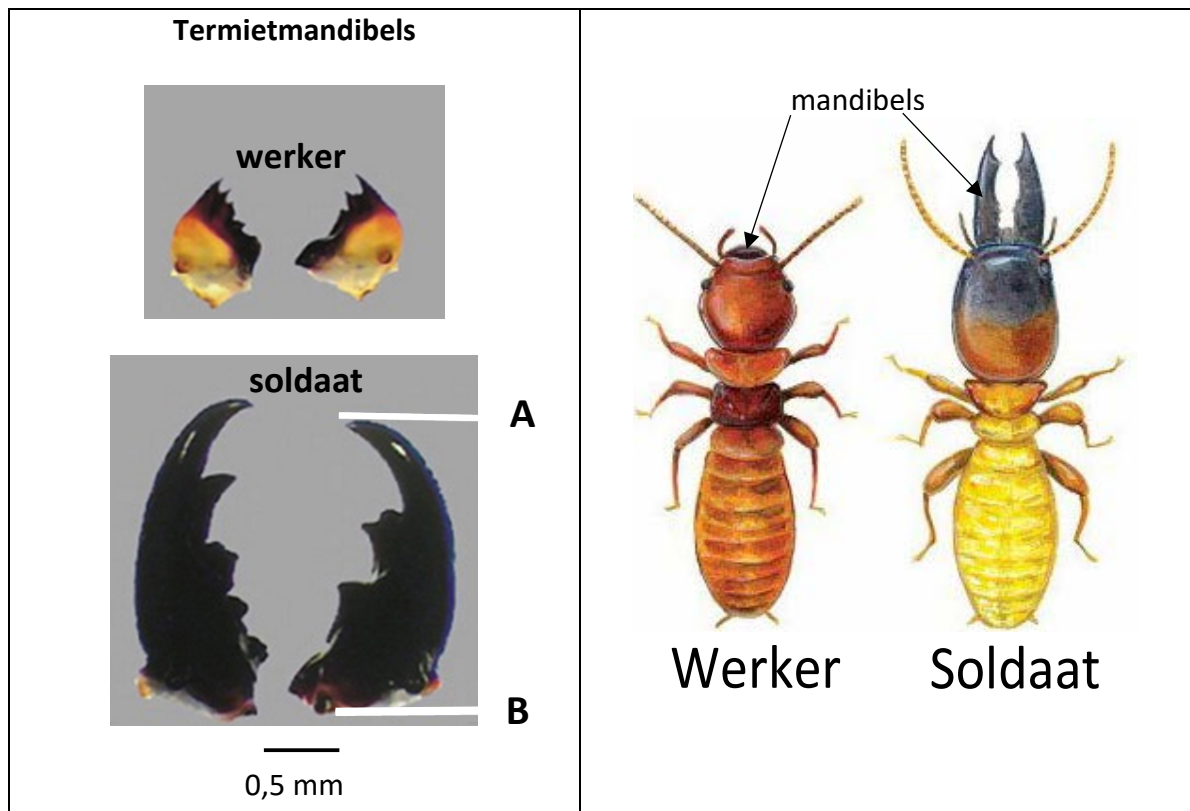 Termietmandibels
werker
soldaat
A
B
0,5 mm
mandibels
Werker
Soldaat